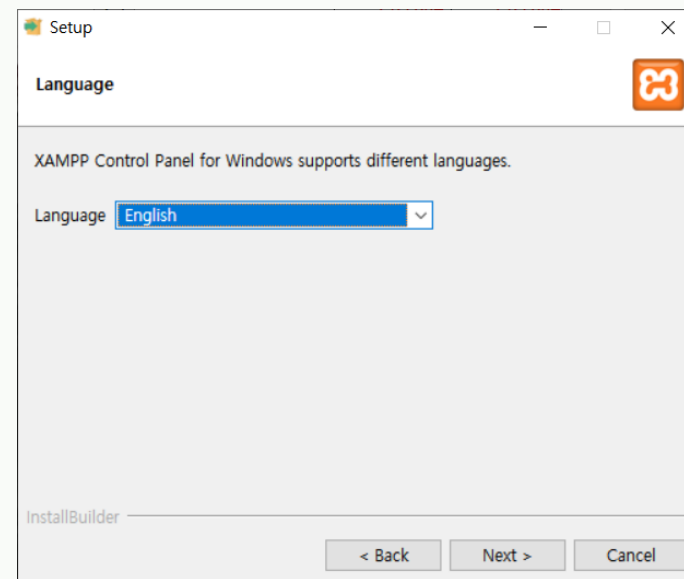 Setup
Language
XAMPP Control Panel for Windows supports different languages.
Language English
InstallBuilder
< Back Next > Cancel